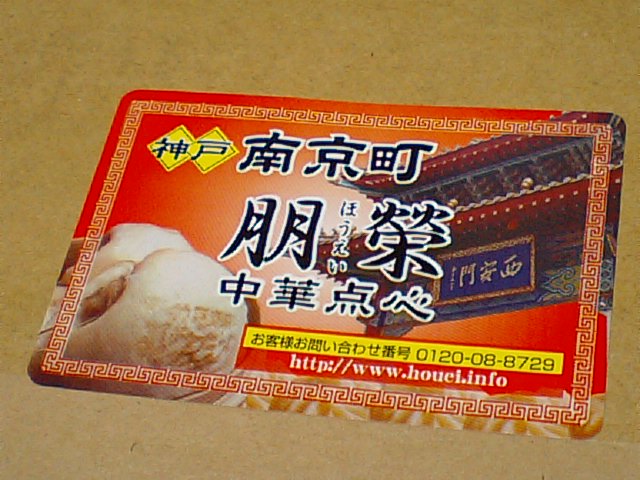 神戸 南京町
朋榮
ほうえい
中華点心
西安門
お客様お問い合わせ番号 0120-08-8729
http://www.houei.info